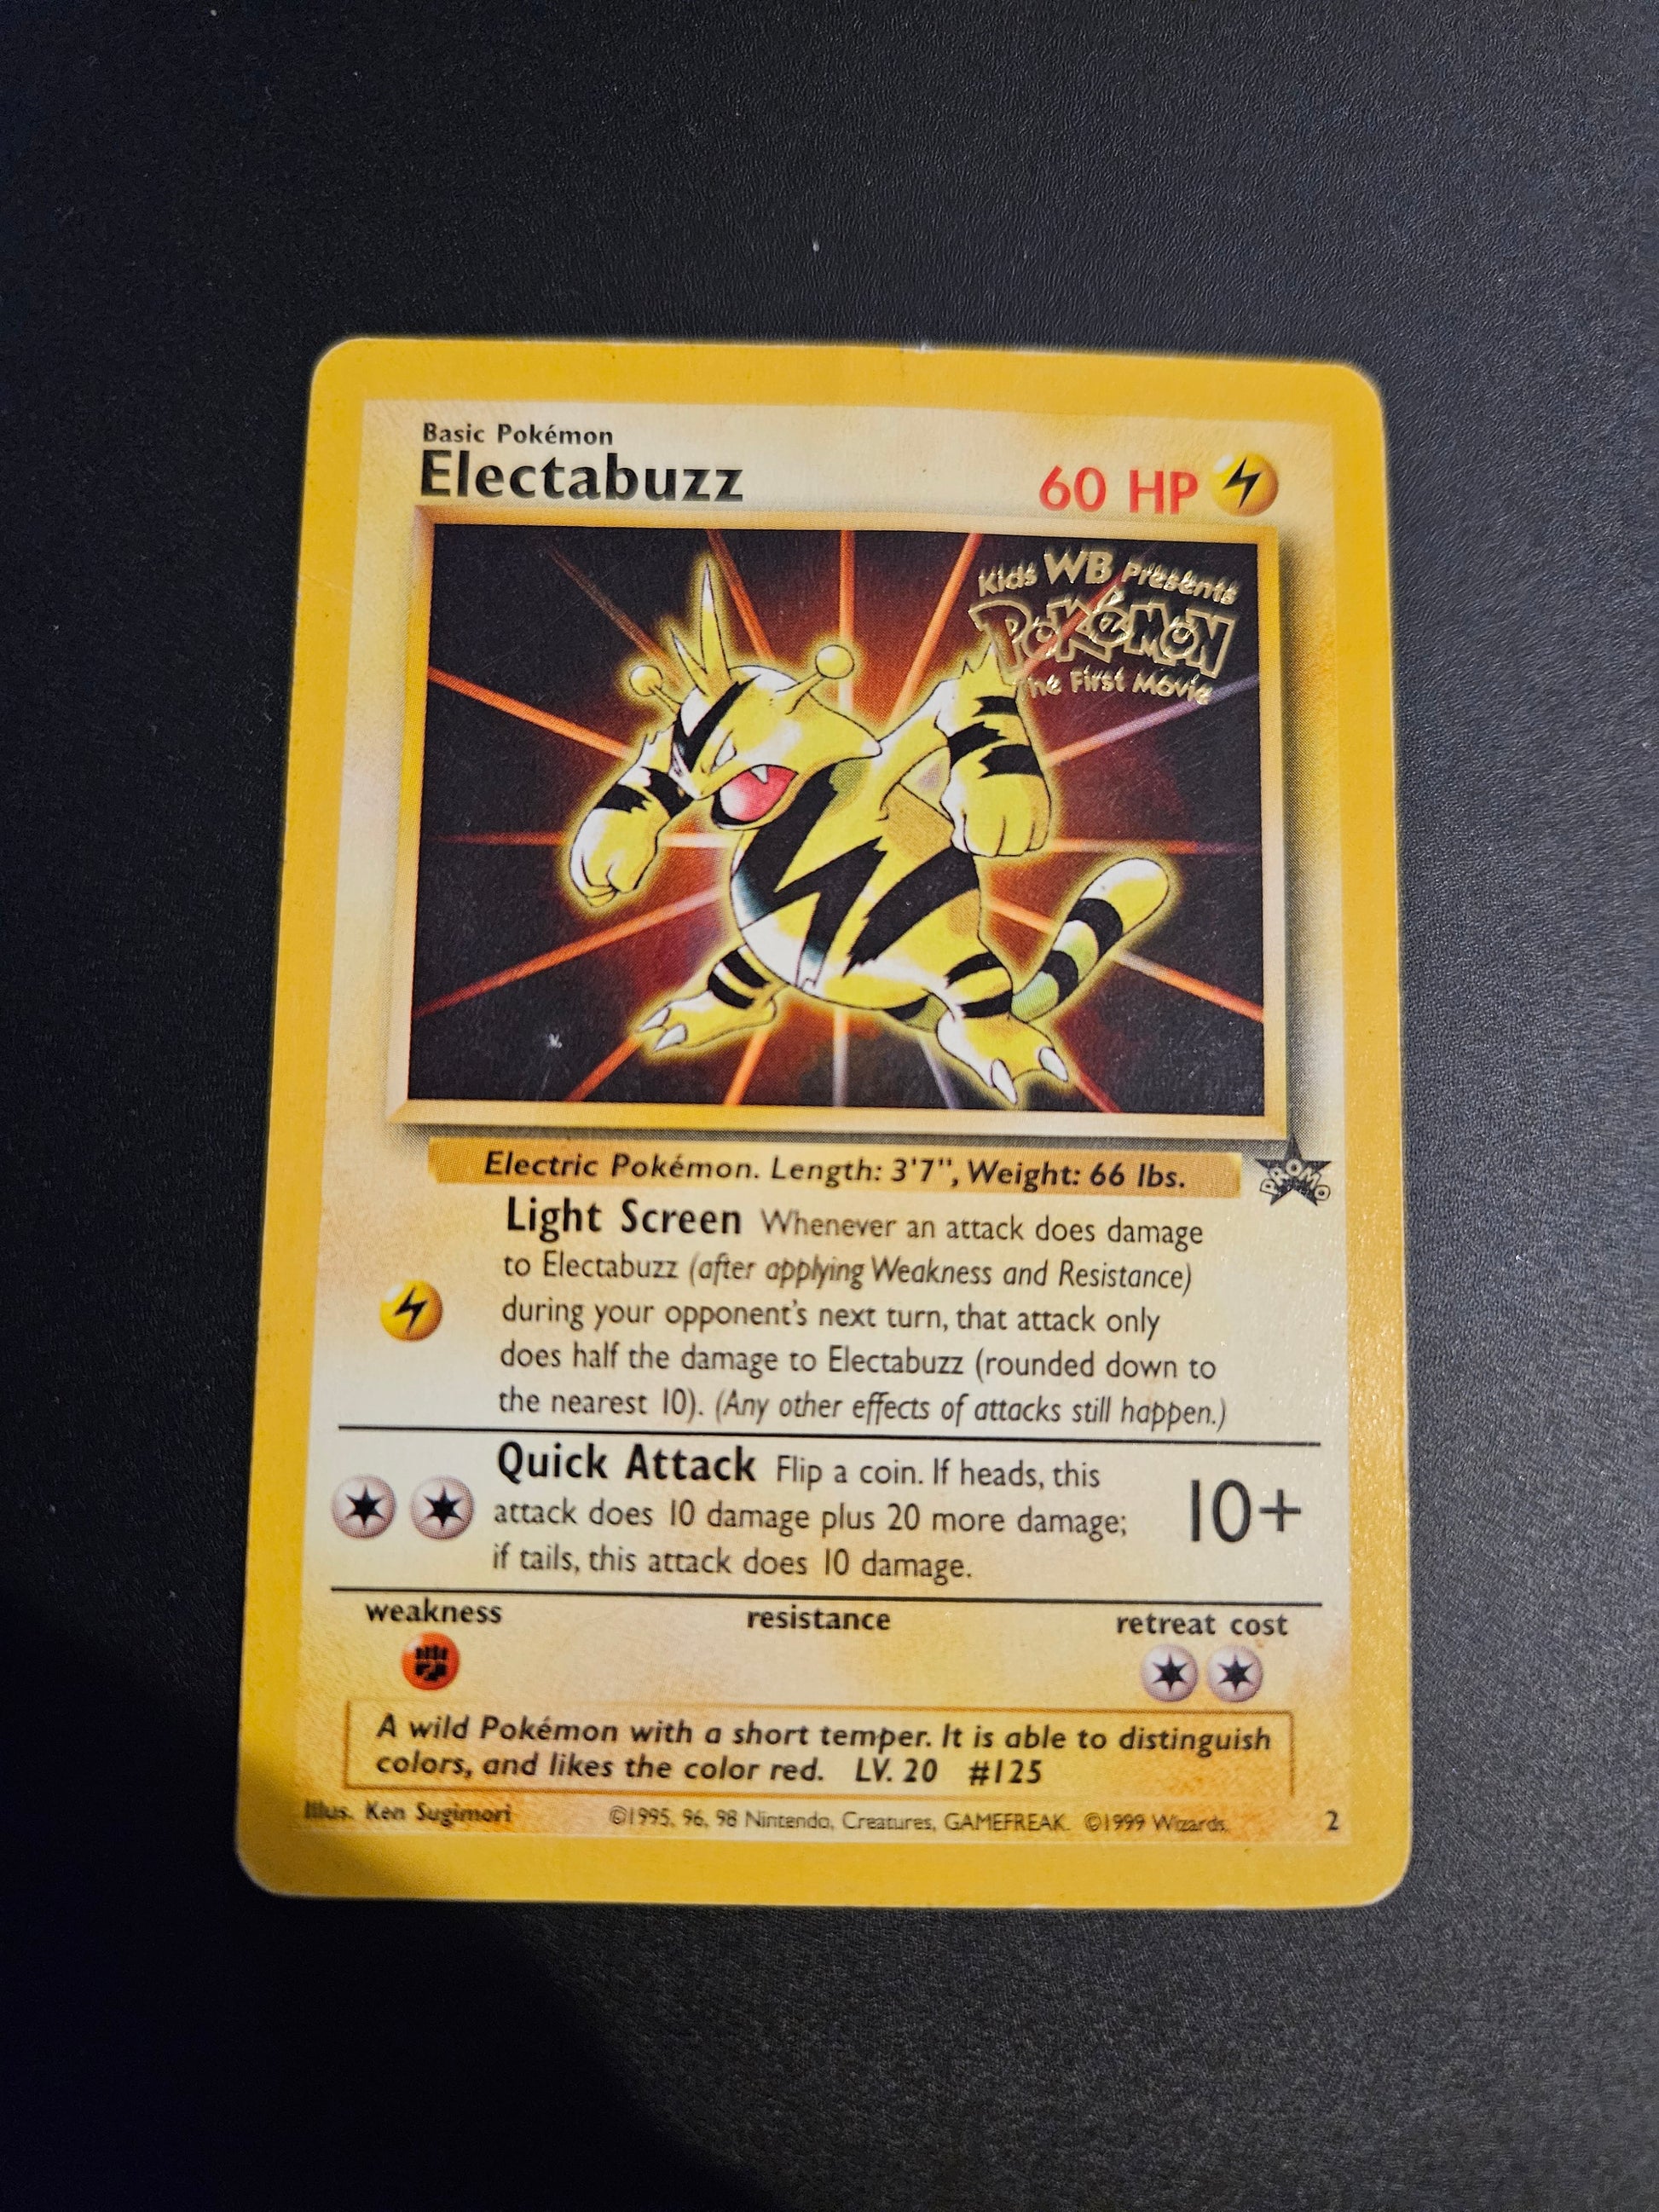 Basic Pokémon
Electabuzz
60 HP
Kids WB Presents
POKÉMON
The First Movie
Electric Pokémon. Length: 3'7", Weight: 66 lbs.
PROMO
Light Screen Whenever an attack does damage
to Electabuzz (after applying Weakness and Resistance)
during your opponent's next turn, that attack only
does half the damage to Electabuzz (rounded down to
the nearest 10). (Any other effects of attacks still happen.)
Quick Attack Flip a coin. If heads, this
attack does 10 damage plus 20 more damage;
if tails, this attack does 10 damage.
10+
weakness
resistance
retreat cost
A wild Pokémon with a short temper. It is able to distinguish
colors, and likes the color red. LV. 20 #125
Illus. Ken Sugimori
©1995, 96, 98 Nintendo, Creatures, GAMEFREAK. ©1999 Wizards.
2